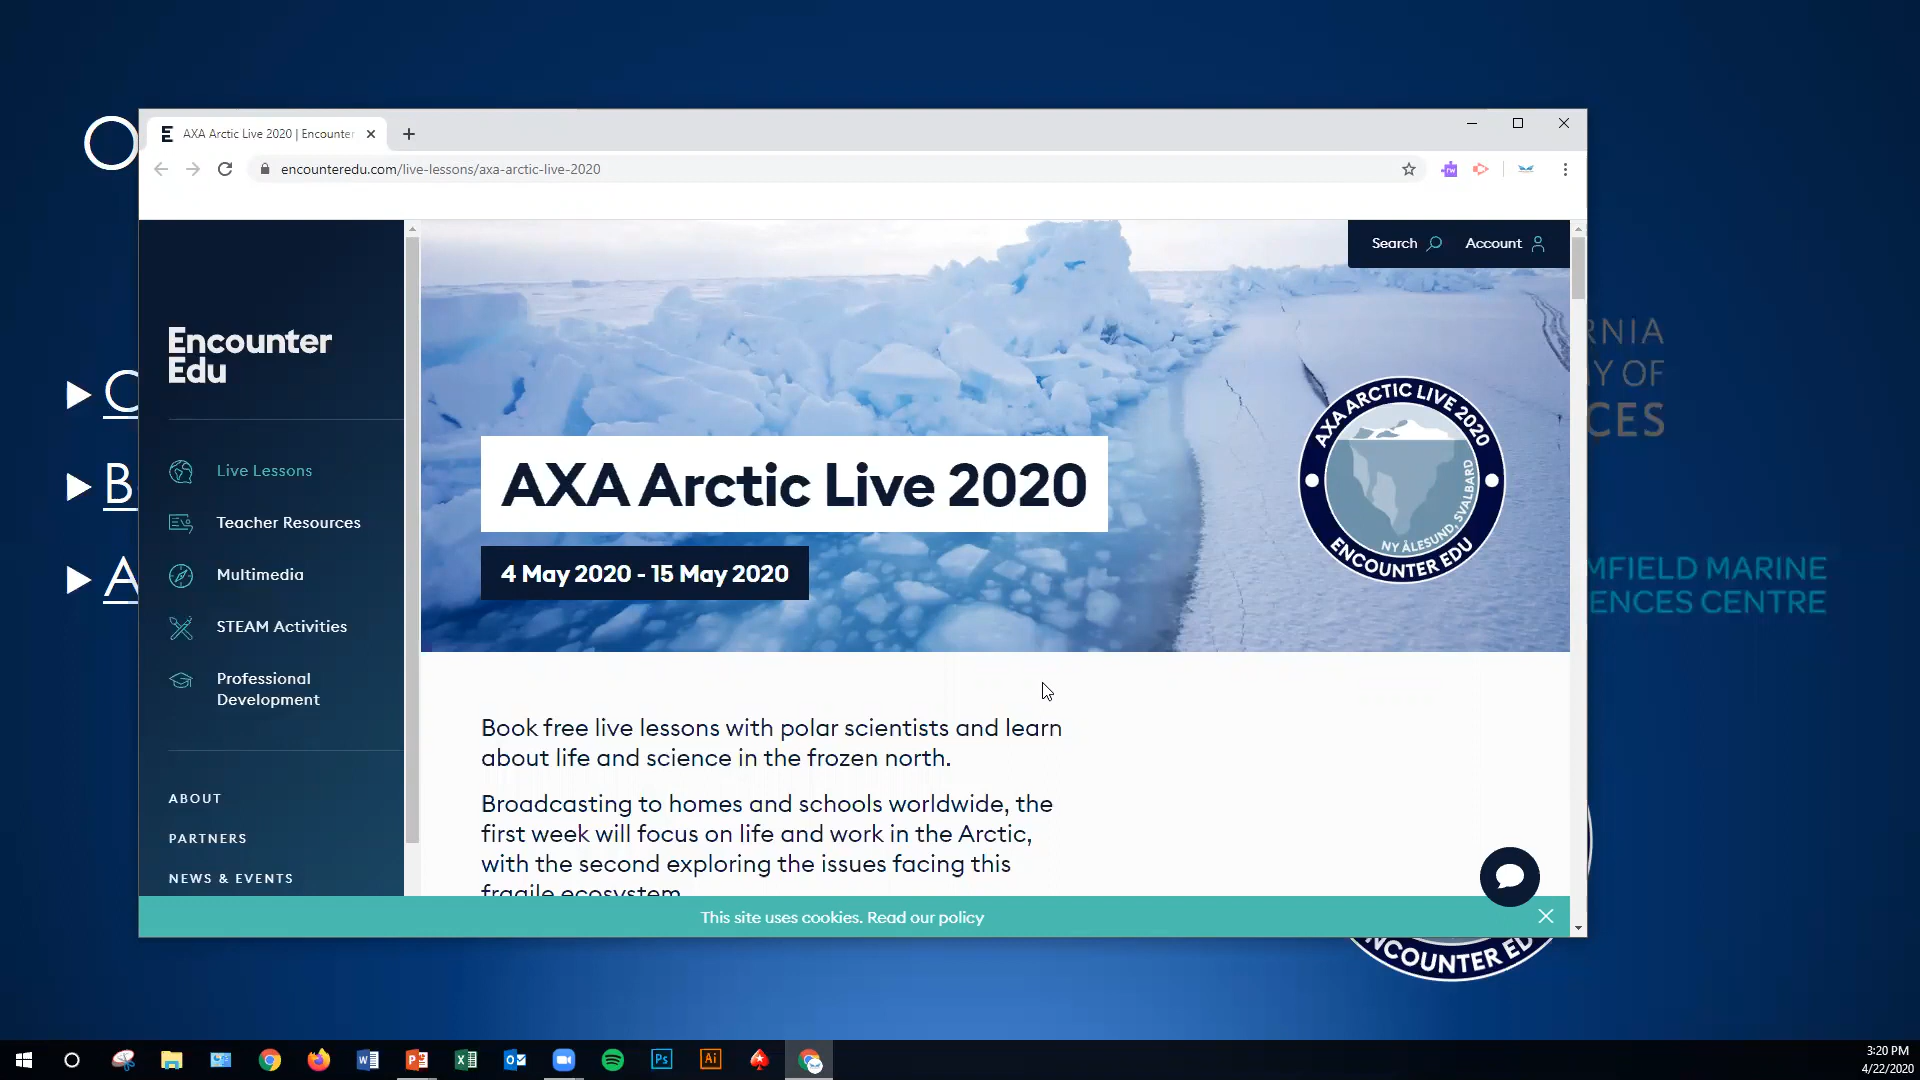 AXA Arctic Live 2020 | Encounter
encounteredu.com/live-lessons/axa-arctic-live-2020
Search
Account
Encounter
Edu
Live Lessons
Teacher Resources
Multimedia
STEAM Activities
Professional
Development
ABOUT
PARTNERS
NEWS & EVENTS
AXA Arctic Live 2020
4 May 2020 - 15 May 2020
AXA ARCTIC LIVE 2020
NY ÅLESUND, SVALBARD
ENCOUNTER EDU
Book free live lessons with polar scientists and learn
about life and science in the frozen north.
Broadcasting to homes and schools worldwide, the
first week will focus on life and work in the Arctic,
with the second exploring the issues facing this
fragile ecosystem
This site uses cookies. Read our policy
O
C
B
A
RNIA
Y OF
CES
MFIELD MARINE
ENCES CENTRE
NCOUNTER ED
3:20 PM
4/22/2020